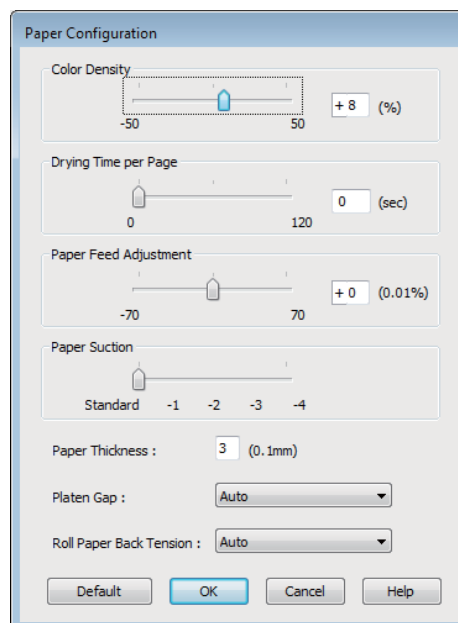 Paper Configuration
Color Density
+ 8 (%)
-50 50
Drying Time per Page
0 (sec)
0 120
Paper Feed Adjustment
+ 0 (0.01%)
-70 70
Paper Suction
Standard -1 -2 -3 -4
Paper Thickness : 3 (0.1mm)
Platen Gap : Auto
Roll Paper Back Tension : Auto
Default OK Cancel Help